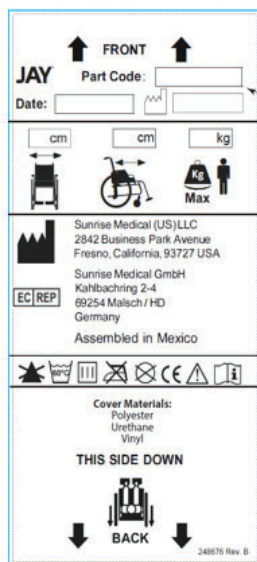 FRONT
JAY Part Code:
Date:
cm cm kg
Kg
Max
Sunrise Medical (US) LLC
2842 Business Park Avenue
Fresno, California, 93727 USA
Sunrise Medical GmbH
EC REP
Kahlbachring 2-4
69254 Malsch / HD
Germany
Assembled in Mexico
60°C CE i
Cover Materials:
Polyester
Urethane
Vinyl
THIS SIDE DOWN
BACK
248676 Rev. B